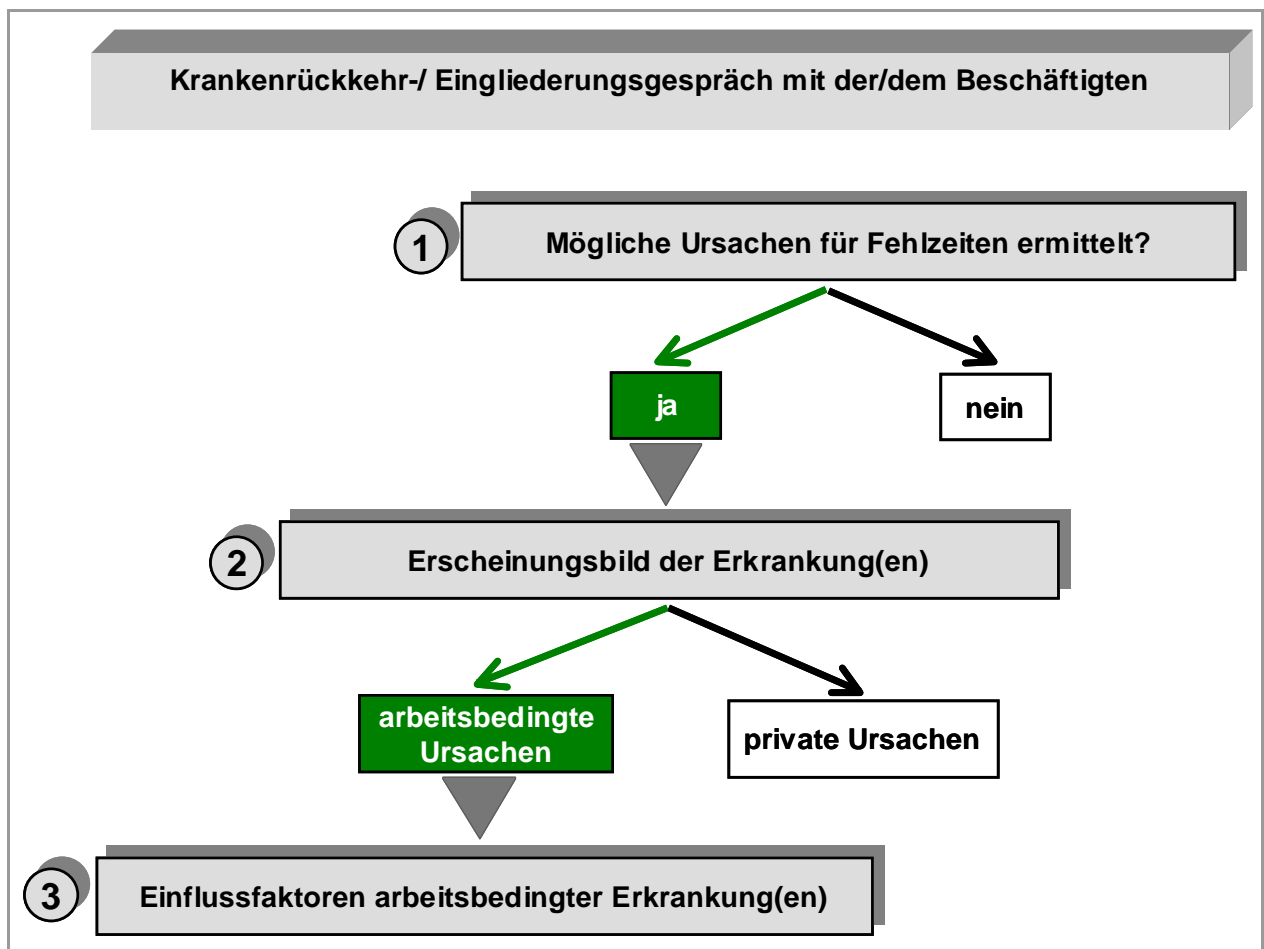 Krankenrückkehr-/ Eingliederungsgespräch mit der/dem Beschäftigten
1
Mögliche Ursachen für Fehlzeiten ermittelt?
ja
nein
2
Erscheinungsbild der Erkrankung(en)
arbeitsbedingte
Ursachen
private Ursachen
3
Einflussfaktoren arbeitsbedingter Erkrankung(en)